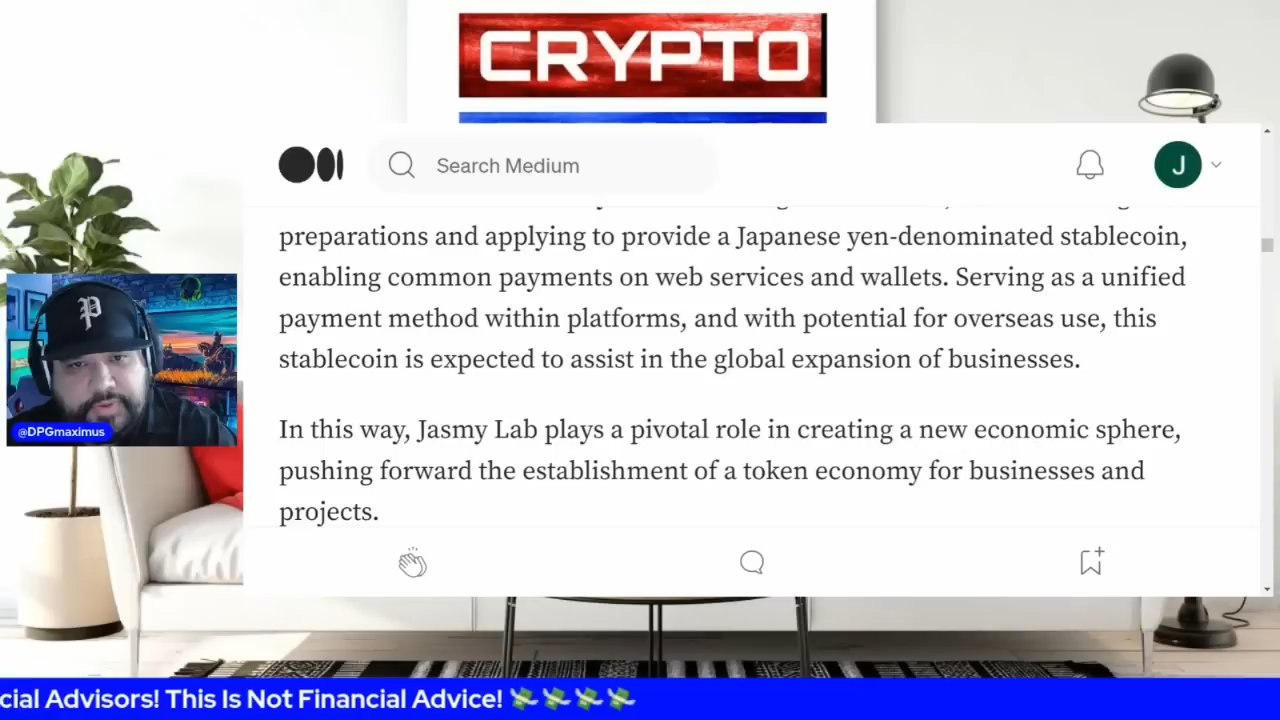 CRYPTO
Search Medium
J
preparations and applying to provide a Japanese yen-denominated stablecoin,
enabling common payments on web services and wallets. Serving as a unified
payment method within platforms, and with potential for overseas use, this
stablecoin is expected to assist in the global expansion of businesses.
@DPGmaximus
In this way, Jasmy Lab plays a pivotal role in creating a new economic sphere,
pushing forward the establishment of a token economy for businesses and
projects.
cial Advisors! This Is Not Financial Advice! 💸💸💸💸